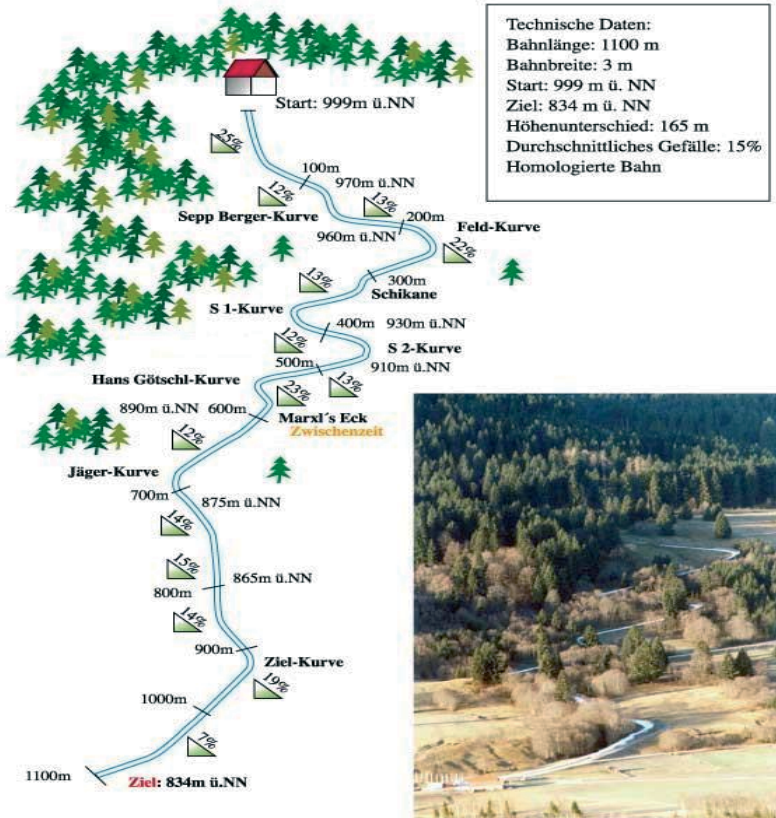 Technische Daten:
Bahnlänge: 1100 m
Bahnbreite: 3 m
Start: 999 m ü. NN
Ziel: 834 m ü. NN
Höhenunterschied: 165 m
Durchschnittliches Gefälle: 15%
Homologierte Bahn
Start: 999m ü.NN
25%
100m
12%
970m ü.NN
13%
Sepp Berger-Kurve
200m
960m ü.NN
Feld-Kurve
22%
13%
300m
Schikane
S 1-Kurve
400m
930m ü.NN
12%
S 2-Kurve
500m
910m ü.NN
Hans Götschl-Kurve
23%
13%
890m ü.NN
600m
Marxl´s Eck
Zwischenzeit
12%
Jäger-Kurve
700m
875m ü.NN
14%
15%
865m ü.NN
800m
14%
900m
Ziel-Kurve
19%
1000m
7%
1100m
Ziel: 834m ü.NN